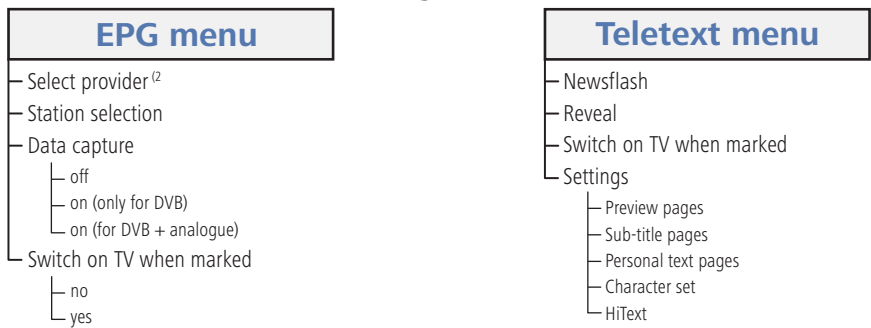 EPG menu
Select provider (2
Station selection
Data capture
off
on (only for DVB)
on (for DVB + analogue)
Switch on TV when marked
no
yes
Teletext menu
Newsflash
Reveal
Switch on TV when marked
Settings
Preview pages
Sub-title pages
Personal text pages
Character set
HiText